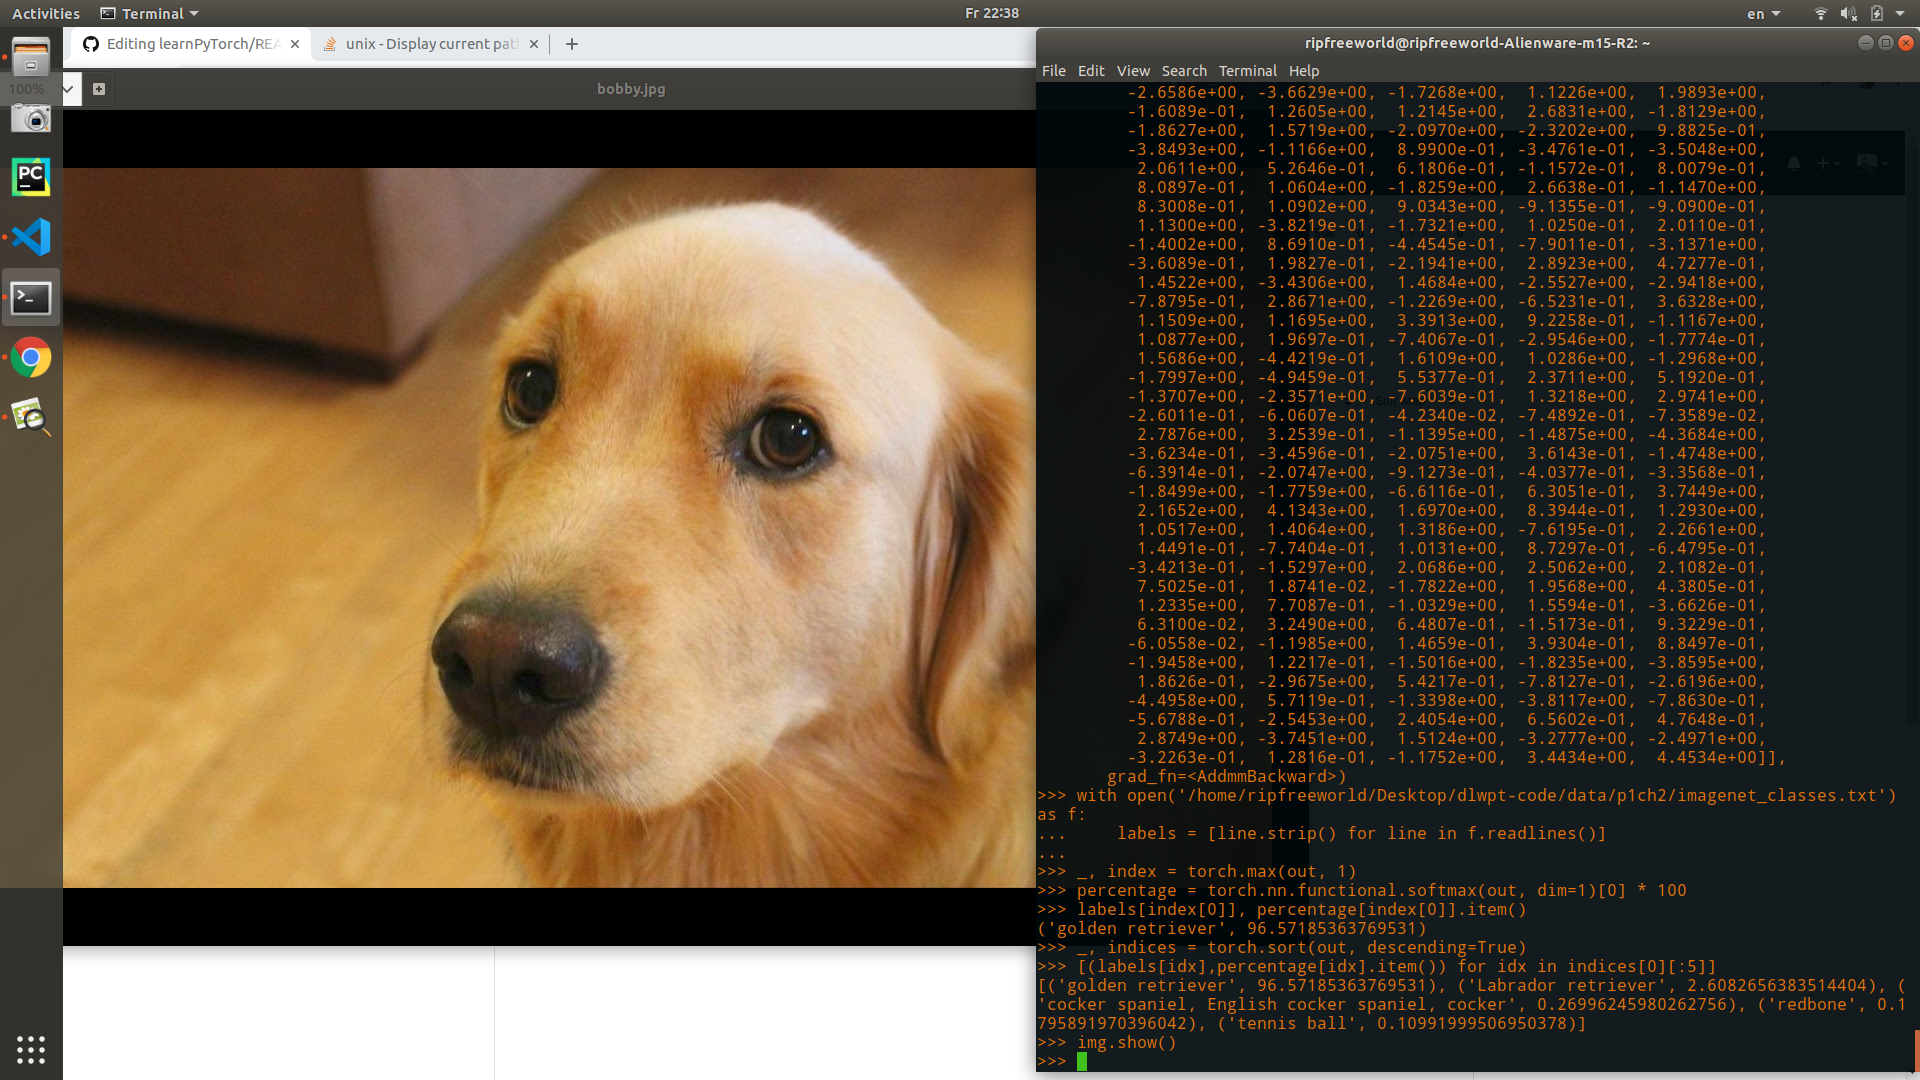 Activities
Terminal
Fr 22:38
en
Editing learnPyTorch/REA
unix - Display current pat
100%
bobby.jpg
PC
ripfreeworld@ripfreeworld-Alienware-m15-R2: ~
File Edit View Search Terminal Help
-2.6586e+00, -3.6629e+00, -1.7268e+00, 1.1226e+00, 1.9893e+00,
-1.6089e-01, 1.2605e+00, 1.2145e+00, 2.6831e+00, -1.8129e+00,
-1.8627e+00, 1.5719e+00, -2.0970e+00, -2.3202e+00, 9.8825e-01,
-3.8493e+00, -1.1166e+00, 8.9900e-01, -3.4761e-01, -3.5048e+00,
2.0611e+00, 5.2646e-01, 6.1806e-01, -1.1572e-01, 8.0079e-01,
8.0897e-01, 1.0604e+00, -1.8259e+00, 2.6638e-01, -1.1470e+00,
8.3008e-01, 1.0902e+00, 9.0343e+00, -9.1355e-01, -9.0900e-01,
1.1300e+00, -3.8219e-01, -1.7321e+00, 1.0250e-01, 2.0110e-01,
-1.4002e+00, 8.6910e-01, -4.4545e-01, -7.9011e-01, -3.1371e+00,
-3.6089e-01, 1.9827e-01, -2.1941e+00, 2.8923e+00, 4.7277e-01,
1.4522e+00, -3.4306e+00, 1.4684e+00, -2.5527e+00, -2.9418e+00,
-7.8795e-01, 2.8671e+00, -1.2269e+00, -6.5231e-01, 3.6328e+00,
1.1509e+00, 1.1695e+00, 3.3913e+00, 9.2258e-01, -1.1167e+00,
1.0877e+00, 1.9697e-01, -7.4067e-01, -2.9546e+00, -1.7774e-01,
1.5686e+00, -4.4219e-01, 1.6109e+00, 1.0286e+00, -1.2968e+00,
-1.7997e+00, -4.9459e-01, 5.5377e-01, 2.3711e+00, 5.1920e-01,
-1.3707e+00, -2.3571e+00, -7.6039e-01, 1.3218e+00, 2.9741e+00,
-2.6011e-01, -6.0607e-01, -4.2340e-02, -7.4892e-01, -7.3589e-02,
2.7876e+00, 3.2539e-01, -1.1395e+00, -1.4875e+00, -4.3684e+00,
-3.6234e-01, -3.4596e-01, -2.0751e+00, 3.6143e-01, -1.4748e+00,
-6.3914e-01, -2.0747e+00, -9.1273e-01, -4.0377e-01, -3.3568e-01,
-1.8499e+00, -1.7759e+00, -6.6116e-01, 6.3051e-01, 3.7449e+00,
2.1652e+00, 4.1343e+00, 1.6970e+00, 8.3944e-01, 1.2930e+00,
1.0517e+00, 1.4064e+00, 1.3186e+00, -7.6195e-01, 2.2661e+00,
1.4491e-01, -7.7404e-01, 1.0131e+00, 8.7297e-01, -6.4795e-01,
-3.4213e-01, -1.5297e+00, 2.0686e+00, 2.5062e+00, 2.1082e-01,
7.5025e-01, 1.8741e-02, -1.7822e+00, 1.9568e+00, 4.3805e-01,
1.2335e+00, 7.7087e-01, -1.0329e+00, 1.5594e-01, -3.6626e-01,
6.3100e-02, 3.2490e+00, 6.4807e-01, -1.5173e+00, 9.3229e-01,
-6.0558e-02, -1.1985e+00, 1.4659e-01, 3.9304e-01, 8.8497e-01,
-1.9458e+00, 1.2217e-01, -1.5016e+00, -1.8235e+00, -3.8595e+00,
1.8626e-01, -2.9675e+00, 5.4217e-01, -7.8127e-01, -2.6196e+00,
-4.4958e+00, 5.7119e-01, -1.3398e+00, -3.8117e+00, -7.8630e-01,
-5.6788e-01, -2.5453e+00, 2.4054e+00, 6.5602e-01, 4.7648e-01,
2.8749e+00, -3.7451e+00, 1.5124e+00, -3.2777e+00, -2.4971e+00,
-3.2263e-01, 1.2816e-01, -1.1752e+00, 3.4434e+00, 4.4534e+00]],
grad_fn=<AddmmBackward>)
>>> with open('/home/ripfreeworld/Desktop/dlwpt-code/data/p1ch2/imagenet_classes.txt')
as f:
... labels = [line.strip() for line in f.readlines()]
...
>>> _, index = torch.max(out, 1)
>>> percentage = torch.nn.functional.softmax(out, dim=1)[0] * 100
>>> labels[index[0]], percentage[index[0]].item()
('golden retriever', 96.57185363769531)
>>> _, indices = torch.sort(out, descending=True)
>>> [(labels[idx],percentage[idx].item()) for idx in indices[0][:5]]
[('golden retriever', 96.57185363769531), ('Labrador retriever', 2.6082656383514404), (
'cocker spaniel, English cocker spaniel, cocker', 0.26996245980262756), ('redbone', 0.1
795891970396042), ('tennis ball', 0.10991999506950378)]
>>> img.show()
>>>